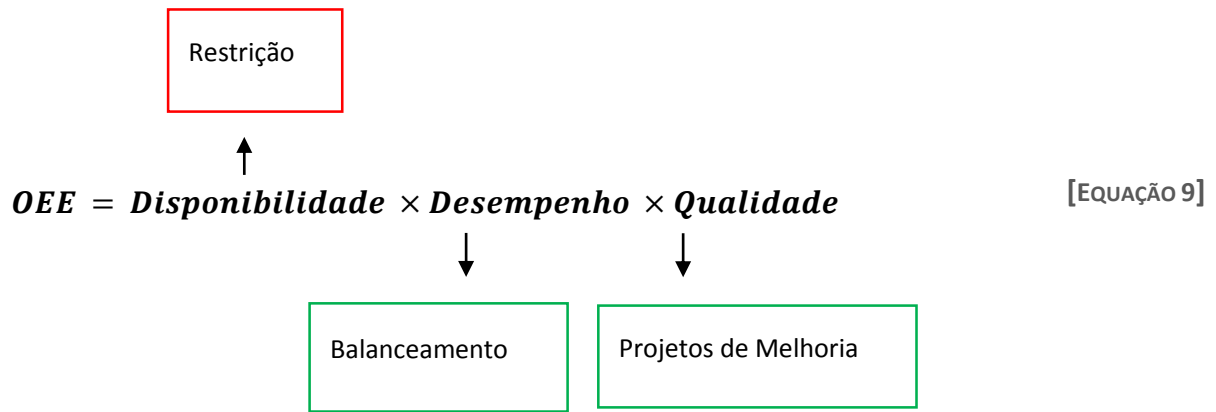 Restrição
OEE = Disponibilidade × Desempenho × Qualidade [EQUAÇÃO 9]
Balanceamento
Projetos de Melhoria